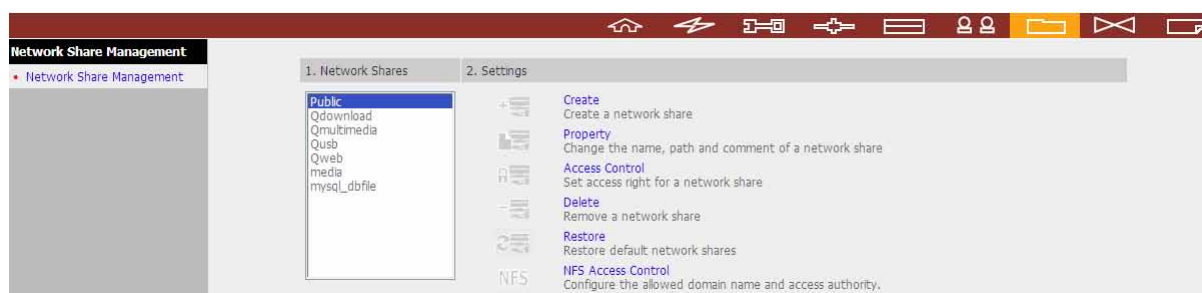 Network Share Management
Network Share Management
1. Network Shares
2. Settings
Public
Qdownload
Qmultimedia
Qusb
Qweb
media
mysql_dbfile
Create
Create a network share
Property
Change the name, path and comment of a network share
Access Control
Set access right for a network share
Delete
Remove a network share
Restore
Restore default network shares
NFS
NFS Access Control
Configure the allowed domain name and access authority.